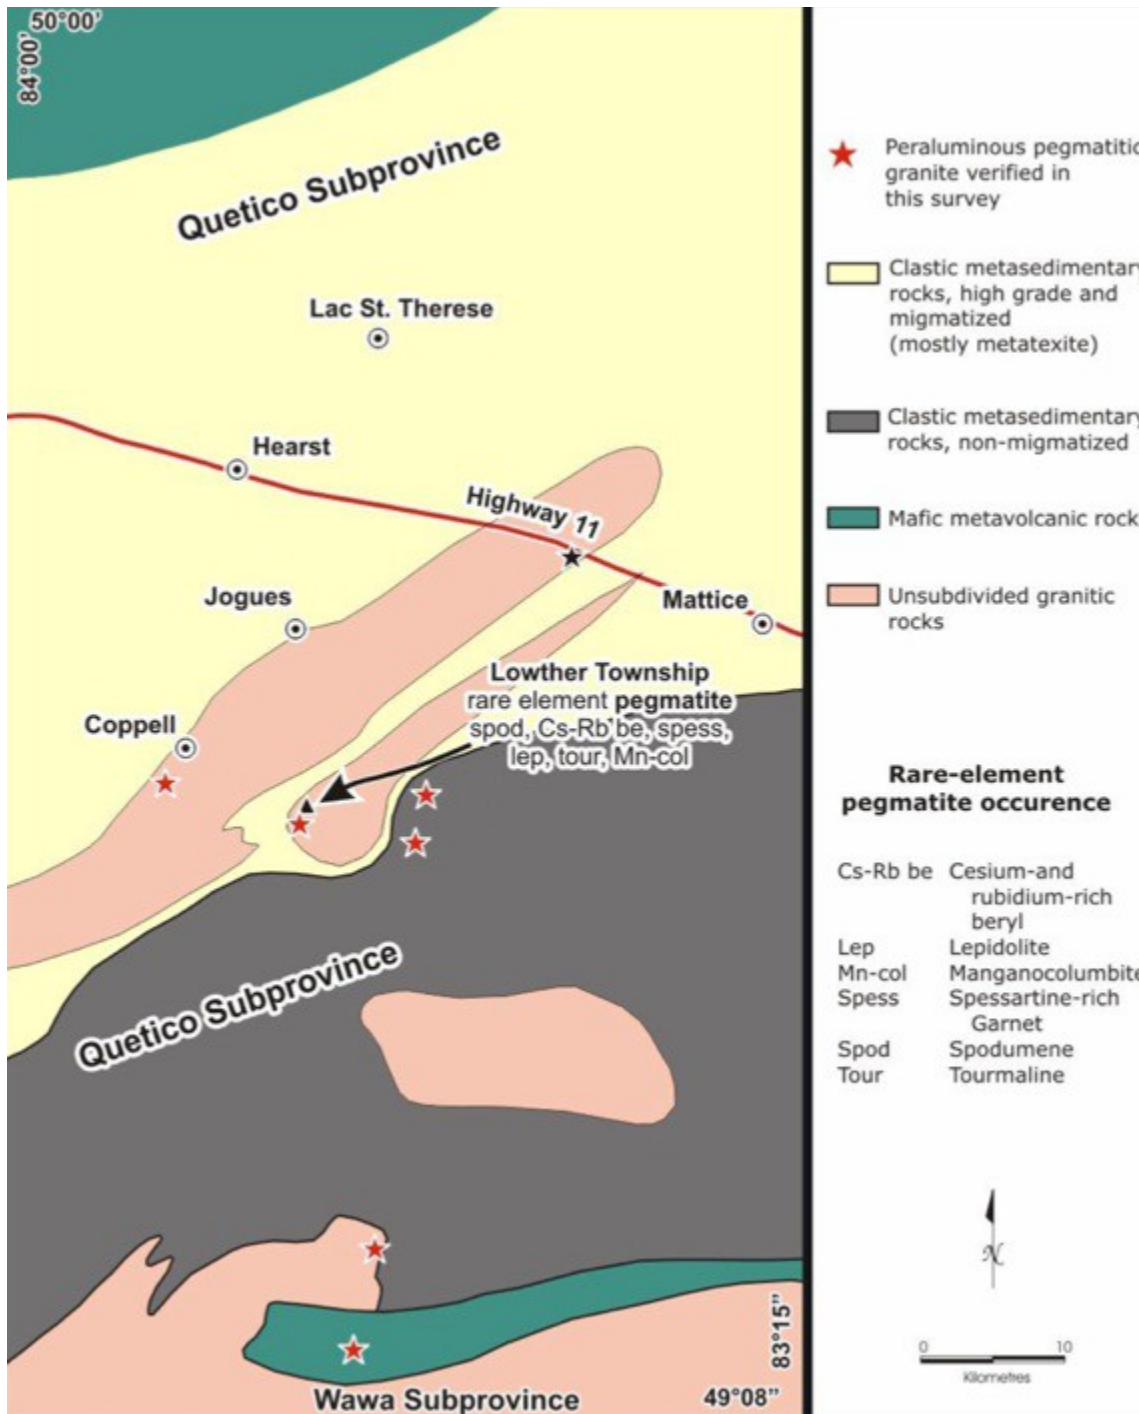 50°00'
84°00'
Quetico Subprovince
Lac St. Therese
Hearst
Highway 11
Jogues
Mattice
Lowther Township
rare element pegmatite
spod, Cs-Rb be, spess,
lep, tour, Mn-col
Coppell
Quetico Subprovince
83°15"
Wawa Subprovince
49°08"
Peraluminous pegmatitic
granite verified in
this survey
Clastic metasedimentary
rocks, high grade and
migmatized
(mostly metatexite)
Clastic metasedimentary
rocks, non-migmatized
Mafic metavolcanic rock
Unsubdivided granitic
rocks
Rare-element
pegmatite occurence
Cs-Rb be Cesium-and
rubidium-rich
beryl
Lep Lepidolite
Mn-col Manganocolumbite
Spess Spessartine-rich
Garnet
Spod Spodumene
Tour Tourmaline
N
0 10
Kilometres